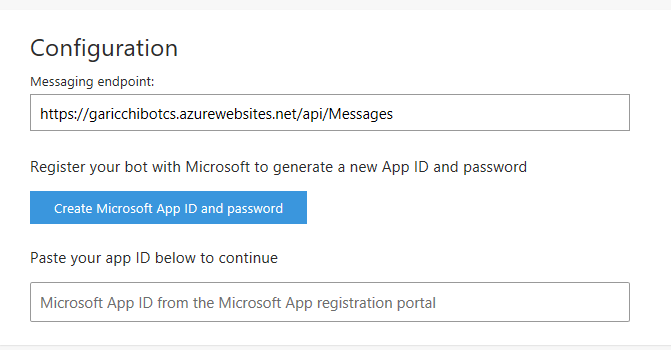 Configuration
Messaging endpoint:
https://garicchibotcs.azurewebsites.net/api/Messages
Register your bot with Microsoft to generate a new App ID and password
Create Microsoft App ID and password
Paste your app ID below to continue
Microsoft App ID from the Microsoft App registration portal